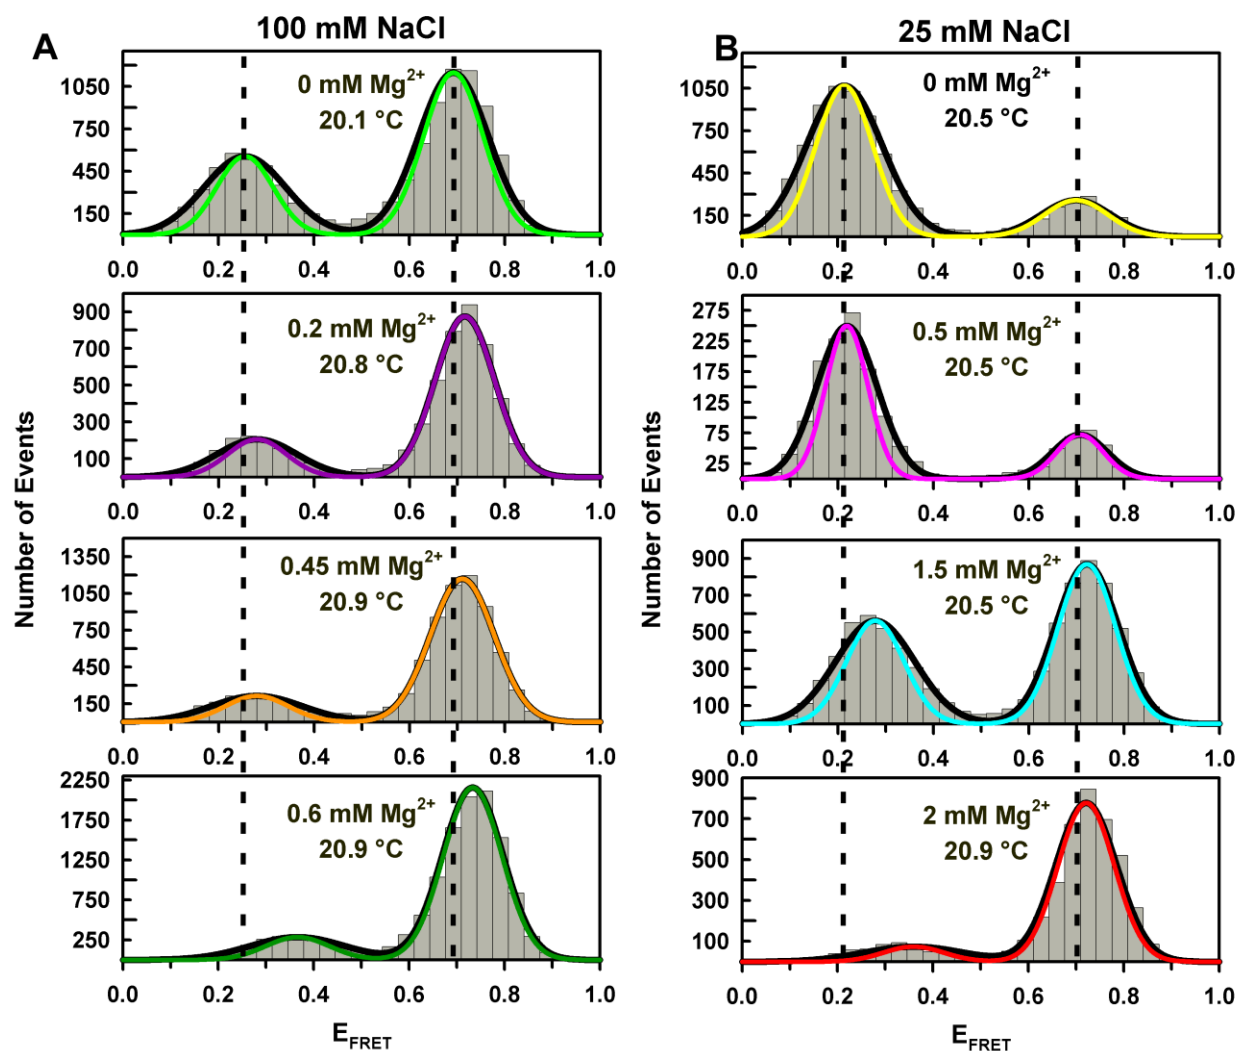 A
100 mM NaCl
Number of Events
1050
750
450
150
0 mM Mg²⁺
20.1 °C
0.0 0.2 0.4 0.6 0.8 1.0
900
700
500
300
100
0.2 mM Mg²⁺
20.8 °C
0.0 0.2 0.4 0.6 0.8 1.0
1350
1050
750
450
150
0.45 mM Mg²⁺
20.9 °C
0.0 0.2 0.4 0.6 0.8 1.0
2250
1750
1250
750
250
0.6 mM Mg²⁺
20.9 °C
0.0 0.2 0.4 0.6 0.8 1.0
E_FRET
B
25 mM NaCl
Number of Events
1050
750
450
150
0 mM Mg²⁺
20.5 °C
0.0 0.2 0.4 0.6 0.8 1.0
275
225
175
125
75
25
0.5 mM Mg²⁺
20.5 °C
0.0 0.2 0.4 0.6 0.8 1.0
900
700
500
300
100
1.5 mM Mg²⁺
20.5 °C
0.0 0.2 0.4 0.6 0.8 1.0
900
700
500
300
100
2 mM Mg²⁺
20.9 °C
0.0 0.2 0.4 0.6 0.8 1.0
E_FRET